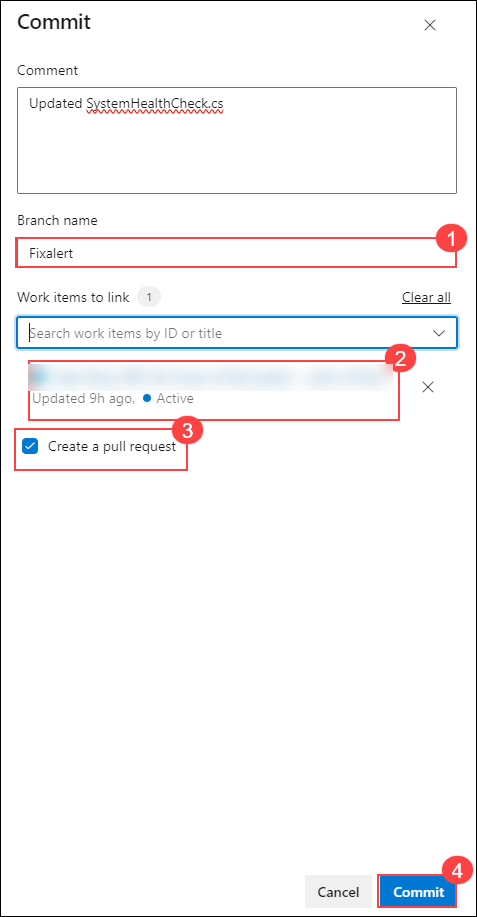 Commit
Comment
Updated SystemHealthCheck.cs
Branch name
1
Fixalert
Work items to link 1
Clear all
Search work items by ID or title
2
Updated 9h ago, Active
3
Create a pull request
4
Cancel
Commit